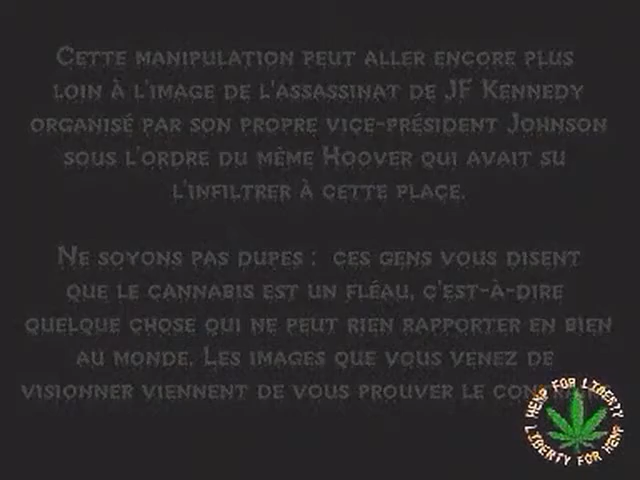 Cette manipulation peut aller encore plus
loin à l'image de l'assassinat de JF Kennedy
organisé par son propre vice-président Johnson
sous l'ordre du même Hoover qui avait su
l'infiltrer à cette place.
Ne soyons pas dupes : ces gens vous disent
que le cannabis est un fléau, c'est-à-dire
quelque chose qui ne peut rien rapporter en bien
au monde. Les images que vous venez de
visionner viennent de vous prouver le
HEMP FOR LIBERTY
LIBERTY FOR HEMP